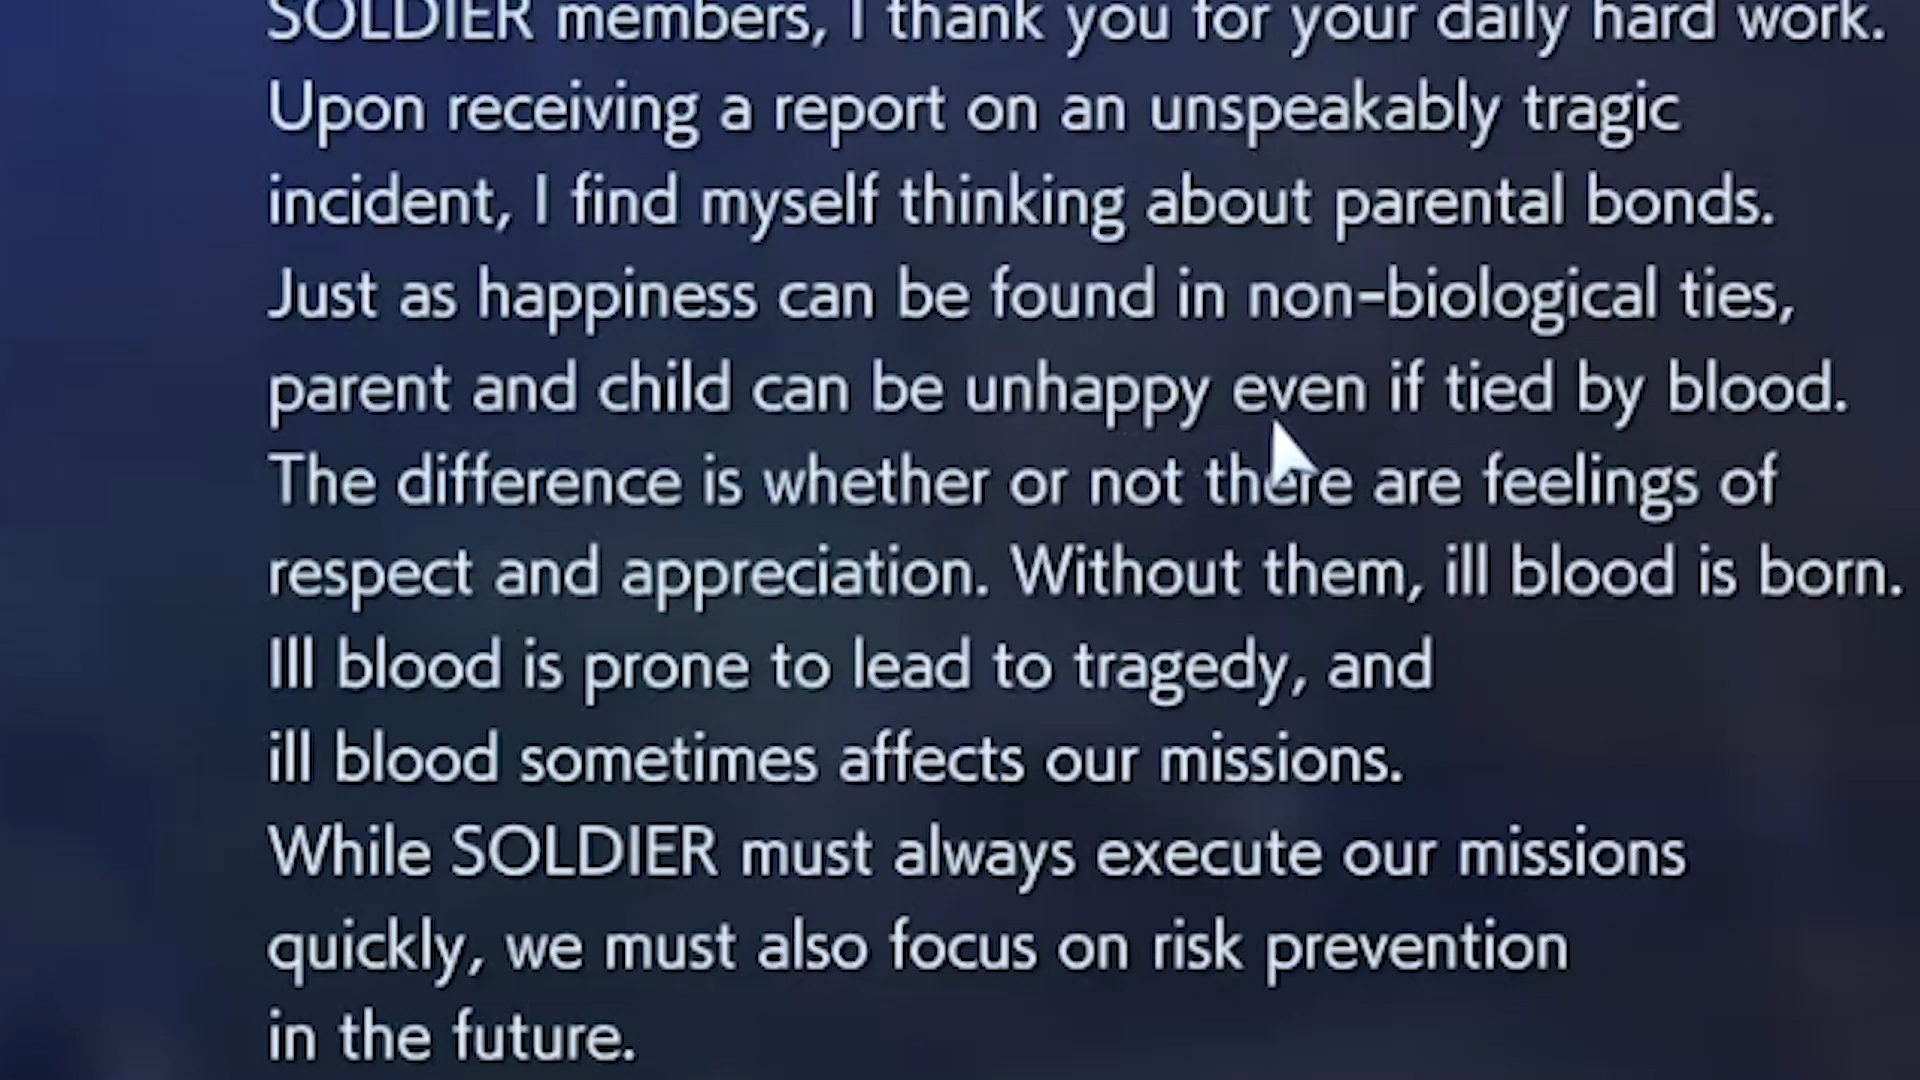 SOLDIER members, I thank you for your daily hard work.
Upon receiving a report on an unspeakably tragic
incident, I find myself thinking about parental bonds.
Just as happiness can be found in non-biological ties,
parent and child can be unhappy even if tied by blood.
The difference is whether or not there are feelings of
respect and appreciation. Without them, ill blood is born.
Ill blood is prone to lead to tragedy, and
ill blood sometimes affects our missions.
While SOLDIER must always execute our missions
quickly, we must also focus on risk prevention
in the future.